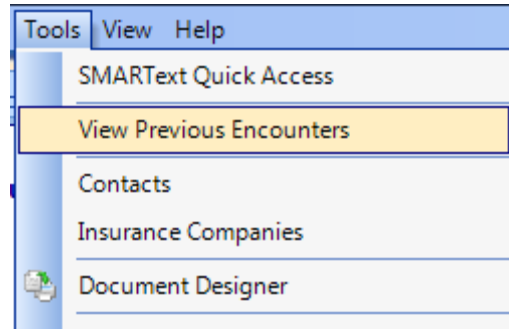 Tools View Help
SMARText Quick Access
View Previous Encounters
Contacts
Insurance Companies
Document Designer